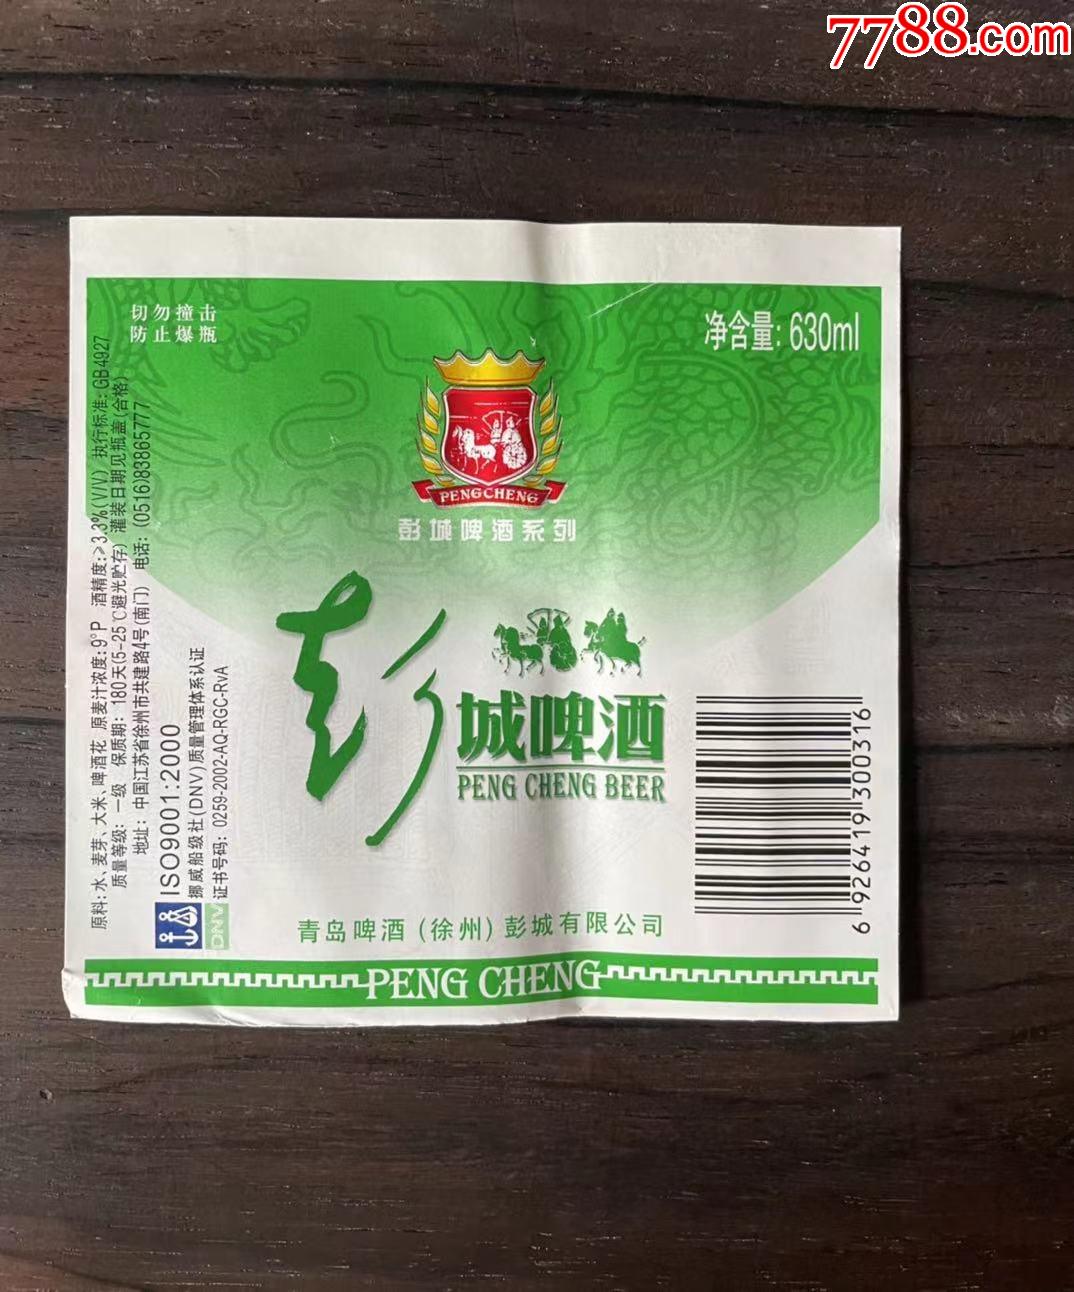 7788.com
切勿撞击
防止爆瓶
净含量: 630ml
PENGCHENG
彭城啤酒系列
彭城啤酒
PENG CHENG BEER
原料: 水、麦芽、大米、啤酒花 原麦汁浓度: 9°P 酒精度: >3.3%(V/V) 执行标准: GB4927
质量等级: 一级 保质期: 180天(5-25℃避光贮存) 灌装日期见瓶盖(合格)
地址: 中国江苏省徐州市共建路4号(南门) 电话: (0516)83865777
ISO9001:2000
挪威船级社(DNV)质量管理体系认证
证书号码: 0259-2002-AQ-RGC-RvA
DNV
6 926419 300316
青岛啤酒(徐州)彭城有限公司
PENG CHENG